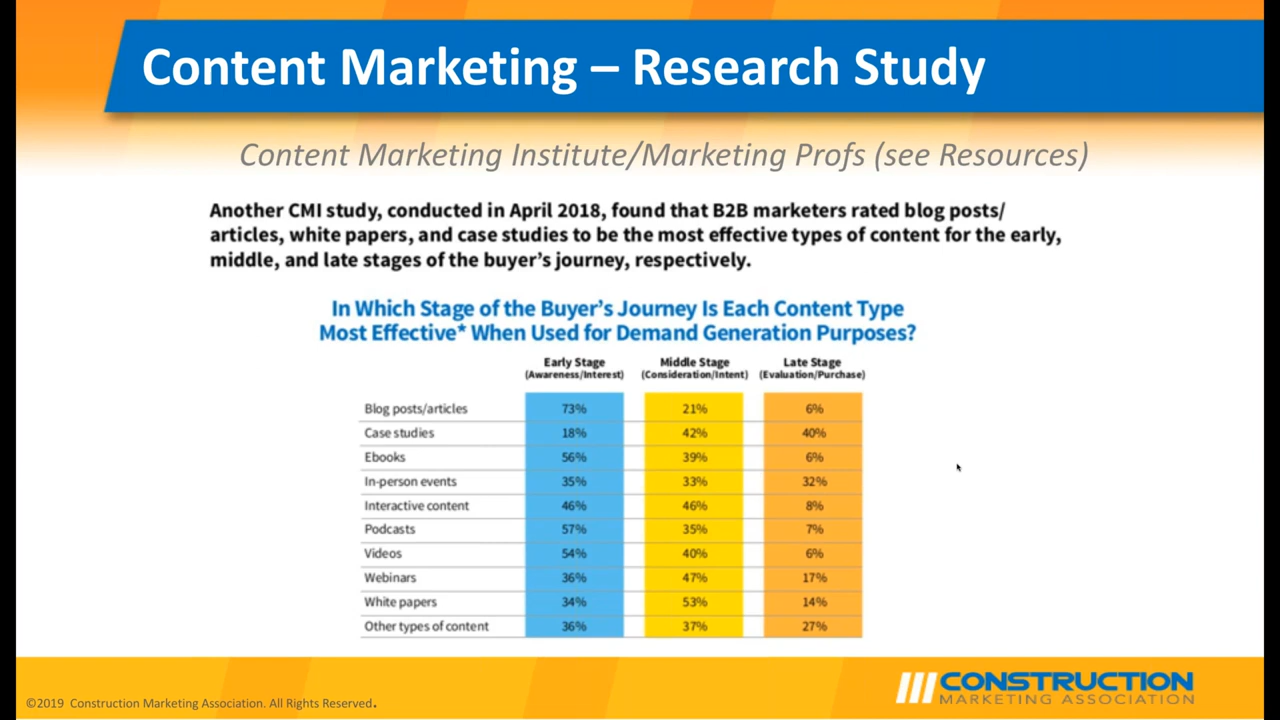 Content Marketing – Research Study
Content Marketing Institute/Marketing Profs (see Resources)
Another CMI study, conducted in April 2018, found that B2B marketers rated blog posts/
articles, white papers, and case studies to be the most effective types of content for the early,
middle, and late stages of the buyer's journey, respectively.
In Which Stage of the Buyer's Journey Is Each Content Type
Most Effective* When Used for Demand Generation Purposes?
Early Stage Middle Stage Late Stage
(Awareness/Interest) (Consideration/Intent) (Evaluation/Purchase)
Blog posts/articles 73% 21% 6%
Case studies 18% 42% 40%
Ebooks 56% 39% 6%
In-person events 35% 33% 32%
Interactive content 46% 46% 8%
Podcasts 57% 35% 7%
Videos 54% 40% 6%
Webinars 36% 47% 17%
White papers 34% 53% 14%
Other types of content 36% 37% 27%
CONSTRUCTION
MARKETING ASSOCIATION
©2019 Construction Marketing Association. All Rights Reserved.